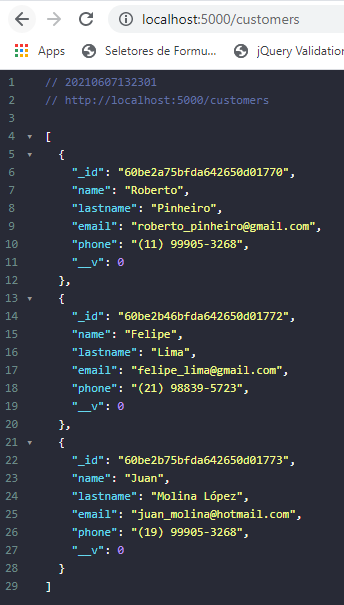 localhost:5000/customers
Apps Seletores de Formu... jQuery Validation
1 // 20210607132301
2 // http://localhost:5000/customers
3
4 [
5 {
6 "_id": "60be2a75bfda642650d01770",
7 "name": "Roberto",
8 "lastname": "Pinheiro",
9 "email": "roberto_pinheiro@gmail.com",
10 "phone": "(11) 99905-3268",
11 "__v": 0
12 },
13 {
14 "_id": "60be2b46bfda642650d01772",
15 "name": "Felipe",
16 "lastname": "Lima",
17 "email": "felipe_lima@gmail.com",
18 "phone": "(21) 98839-5723",
19 "__v": 0
20 },
21 {
22 "_id": "60be2b75bfda642650d01773",
23 "name": "Juan",
24 "lastname": "Molina López",
25 "email": "juan_molina@hotmail.com",
26 "phone": "(19) 99905-3268",
27 "__v": 0
28 }
29 ]